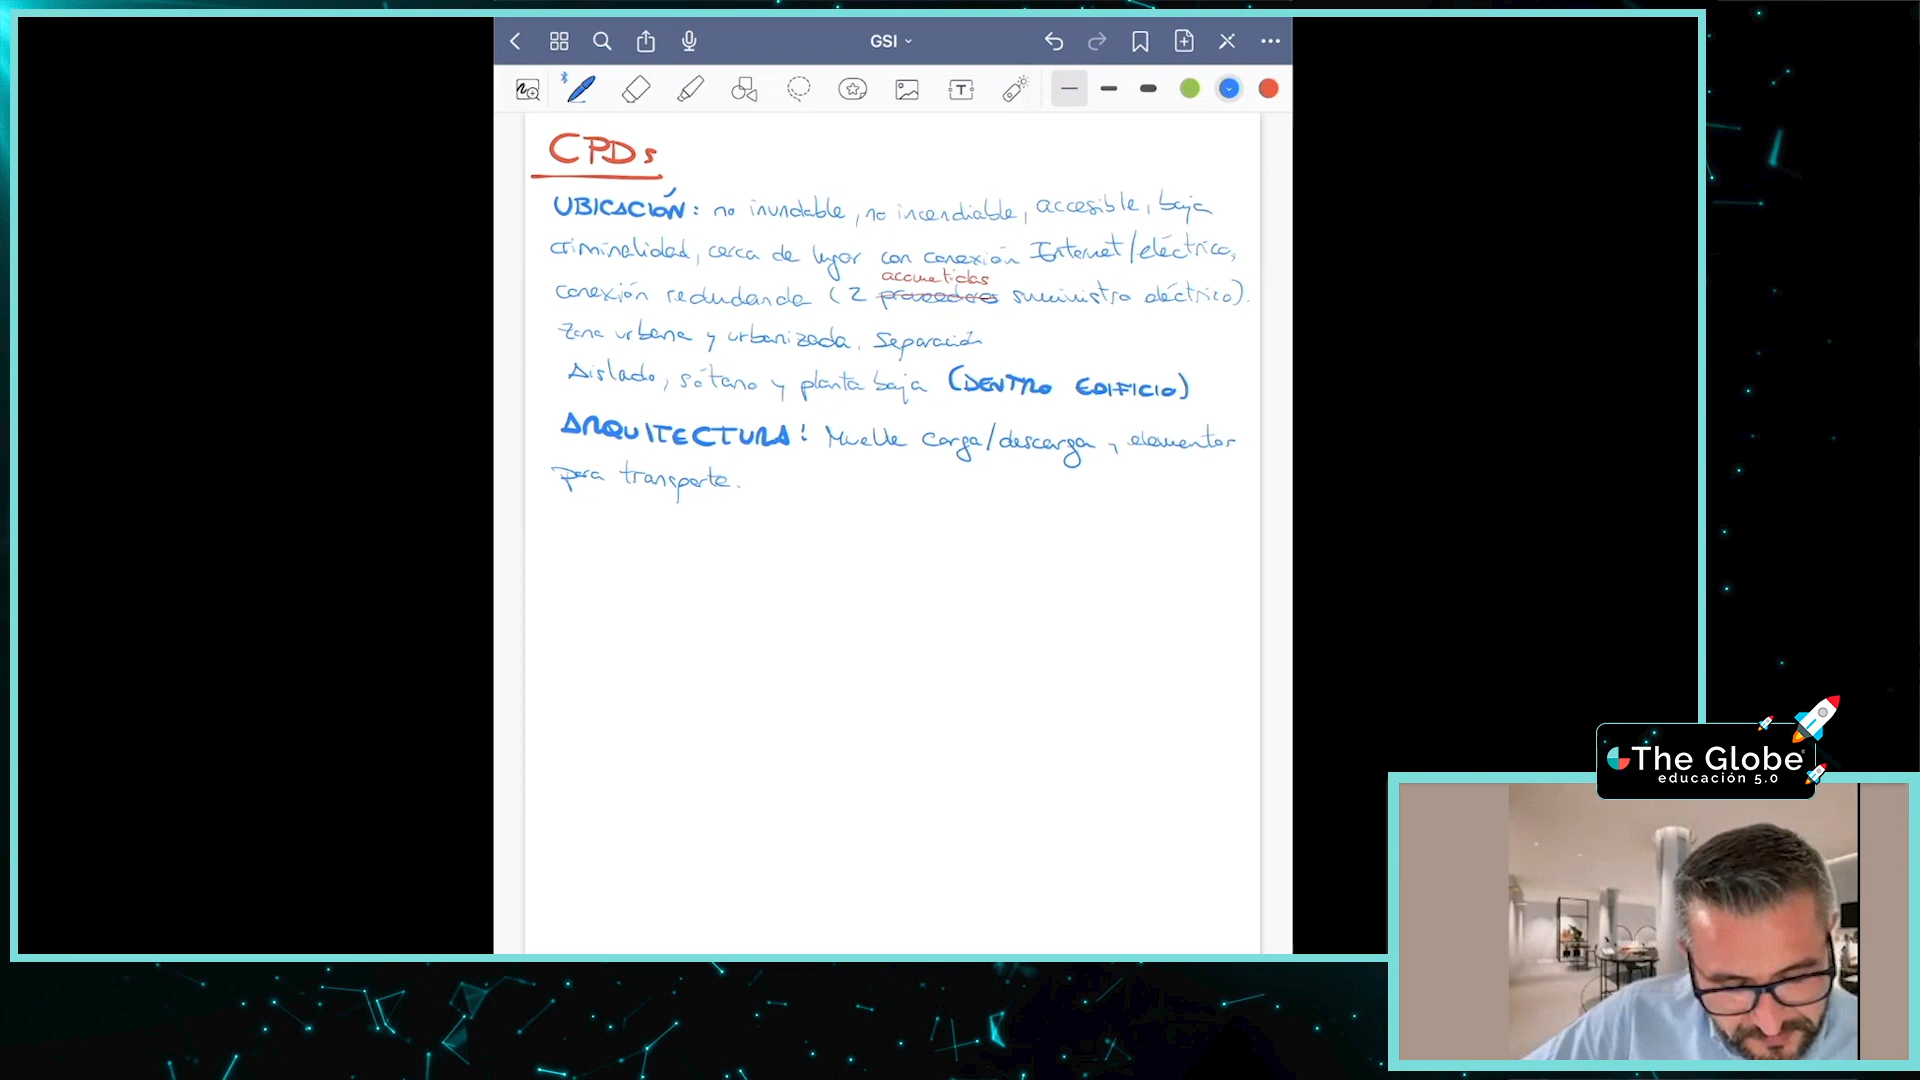 GSI
T
CPDs
UBICACIÓN: no inundable, no incendiable, accesible, baja
criminalidad, cerca de lugar con conexión Internet/eléctrica,
acometidas
conexión redundante (2 proveedores suministro eléctrico).
Zona urbana y urbanizada. Separación
Aislado, sótano y planta baja (DENTRO EDIFICIO)
ARQUITECTURA: Muelle carga/descarga y elementos
para transporte.
The Globe
educación 5.0